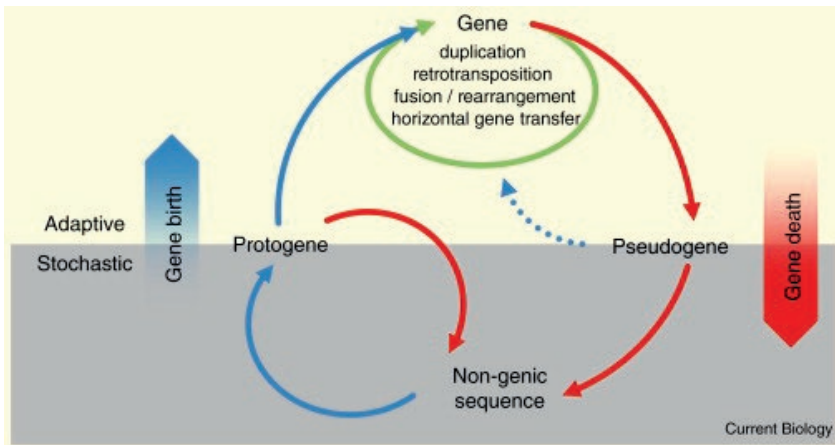 Gene
duplication
retrotransposition
fusion / rearrangement
horizontal gene transfer
Gene birth
Adaptive
Stochastic
Protogene
Pseudogene
Gene death
Non-genic
sequence
Current Biology